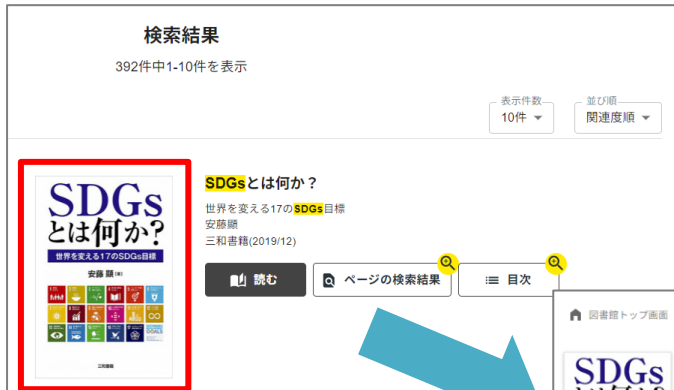 検索結果
392件中1-10件を表示
表示件数
10件
並び順
関連度順
SDGs
とは何か?
世界を変える17のSDGs目標
安藤 顯[著]
三和書籍
SDGsとは何か？
世界を変える17のSDGs目標
安藤顯
三和書籍(2019/12)
読む
ページの検索結果
目次
図書館トップ画面
SDGs